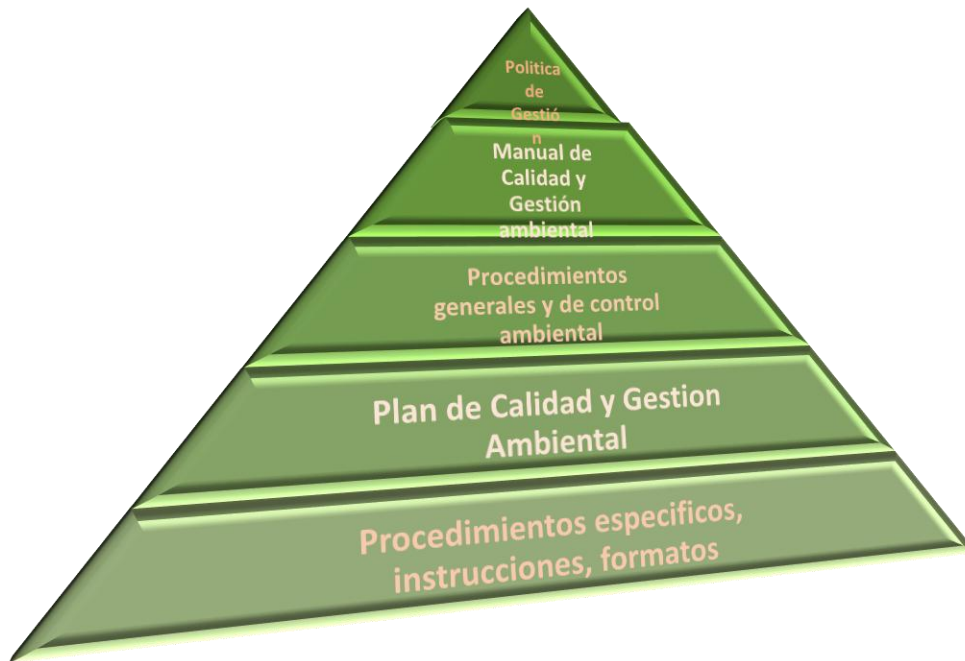 Politica
de
Gestió
n
Manual de
Calidad y
Gestión
ambiental
Procedimientos
generales y de control
ambiental
Plan de Calidad y Gestion
Ambiental
Procedimientos especificos,
instrucciones, formatos